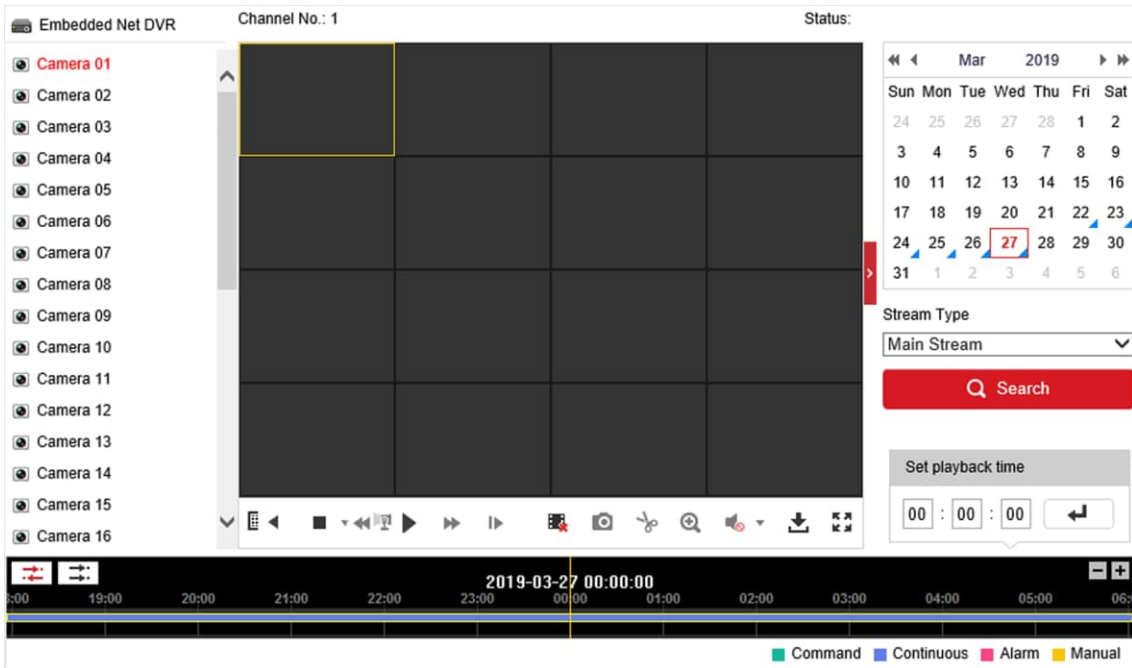 Embedded Net DVR
Channel No.: 1
Status:
Camera 01
Camera 02
Camera 03
Camera 04
Camera 05
Camera 06
Camera 07
Camera 08
Camera 09
Camera 10
Camera 11
Camera 12
Camera 13
Camera 14
Camera 15
Camera 16
Mar 2019
Sun Mon Tue Wed Thu Fri Sat
24 25 26 27 28 1 2
3 4 5 6 7 8 9
10 11 12 13 14 15 16
17 18 19 20 21 22 23
24 25 26 27 28 29 30
31 1 2 3 4 5 6
Stream Type
Main Stream
Search
Set playback time
00 : 00 : 00
2019-03-27 00:00:00
:00 19:00 20:00 21:00 22:00 23:00 00:00 01:00 02:00 03:00 04:00 05:00 06:
Command Continuous Alarm Manual